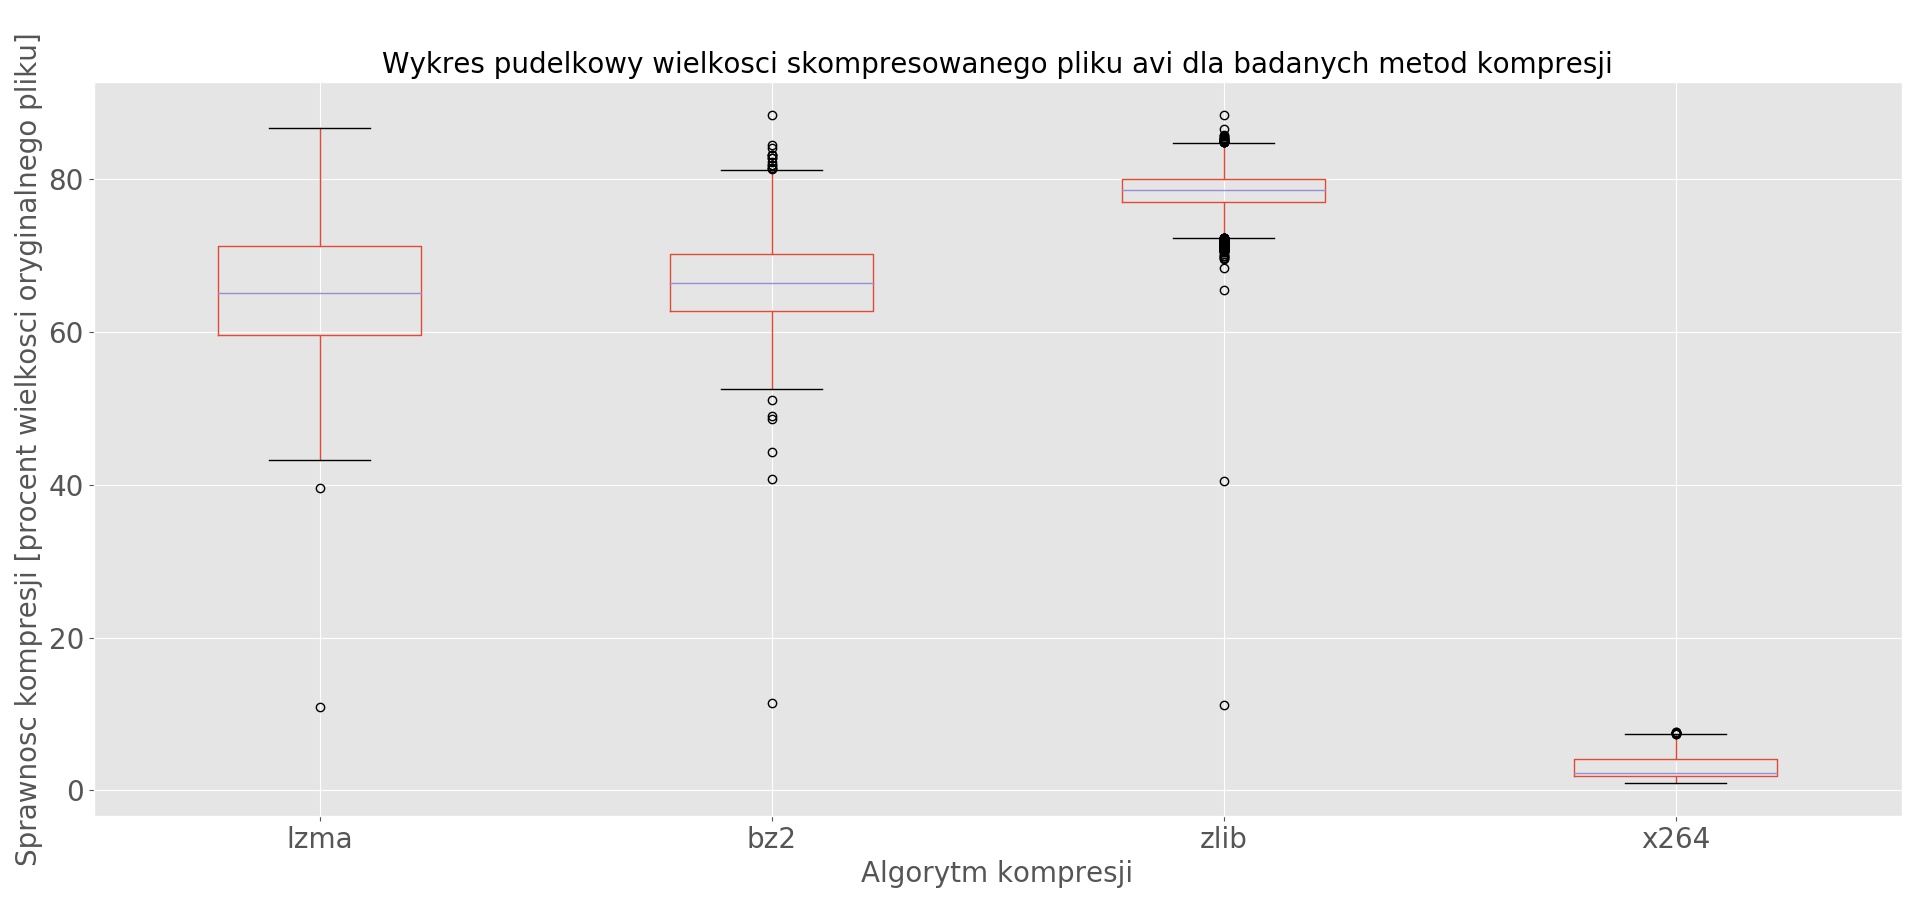 Wykres pudelkowy wielkosci skompresowanego pliku avi dla badanych metod kompresji
Sprawnosc kompresji [procent wielkosci oryginalnego pliku]
80
60
40
20
0
lzma
bz2
zlib
x264
Algorytm kompresji